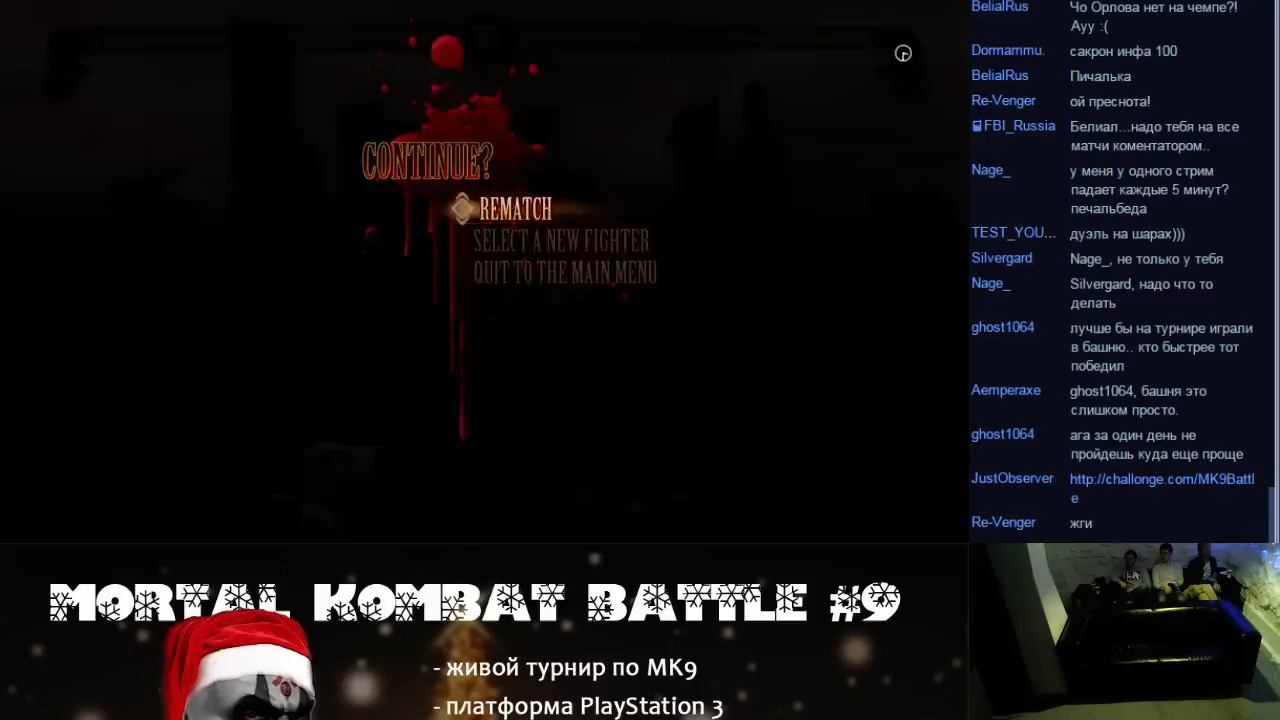 CONTINUE?
REMATCH
SELECT A NEW FIGHTER
QUIT TO THE MAIN MENU
BelialRus Чо Орлова нет на чемпе?!
Ауу :(
Dormammu. сакрон инфа 100
BelialRus Пичалька
Re-Venger ой преснота!
FBI_Russia Белиал...надо тебя на все
матчи коментатором..
Nage_ у меня у одного стрим
падает каждые 5 минут?
печальбеда
TEST_YOU... дуэль на шарах)))
Silvergard Nage_, не только у тебя
Nage_ Silvergard, надо что то
делать
ghost1064 лучше бы на турнире играли
в башню.. кто быстрее тот
победил
Aemperaxe ghost1064, башня это
слишком просто.
ghost1064 ага за один день не
пройдешь куда еще проще
JustObserver http://challonge.com/MK9Battl
e
Re-Venger жги
MORTAL KOMBAT BATTLE #9
- живой турнир по MK9
- платформа PlayStation 3